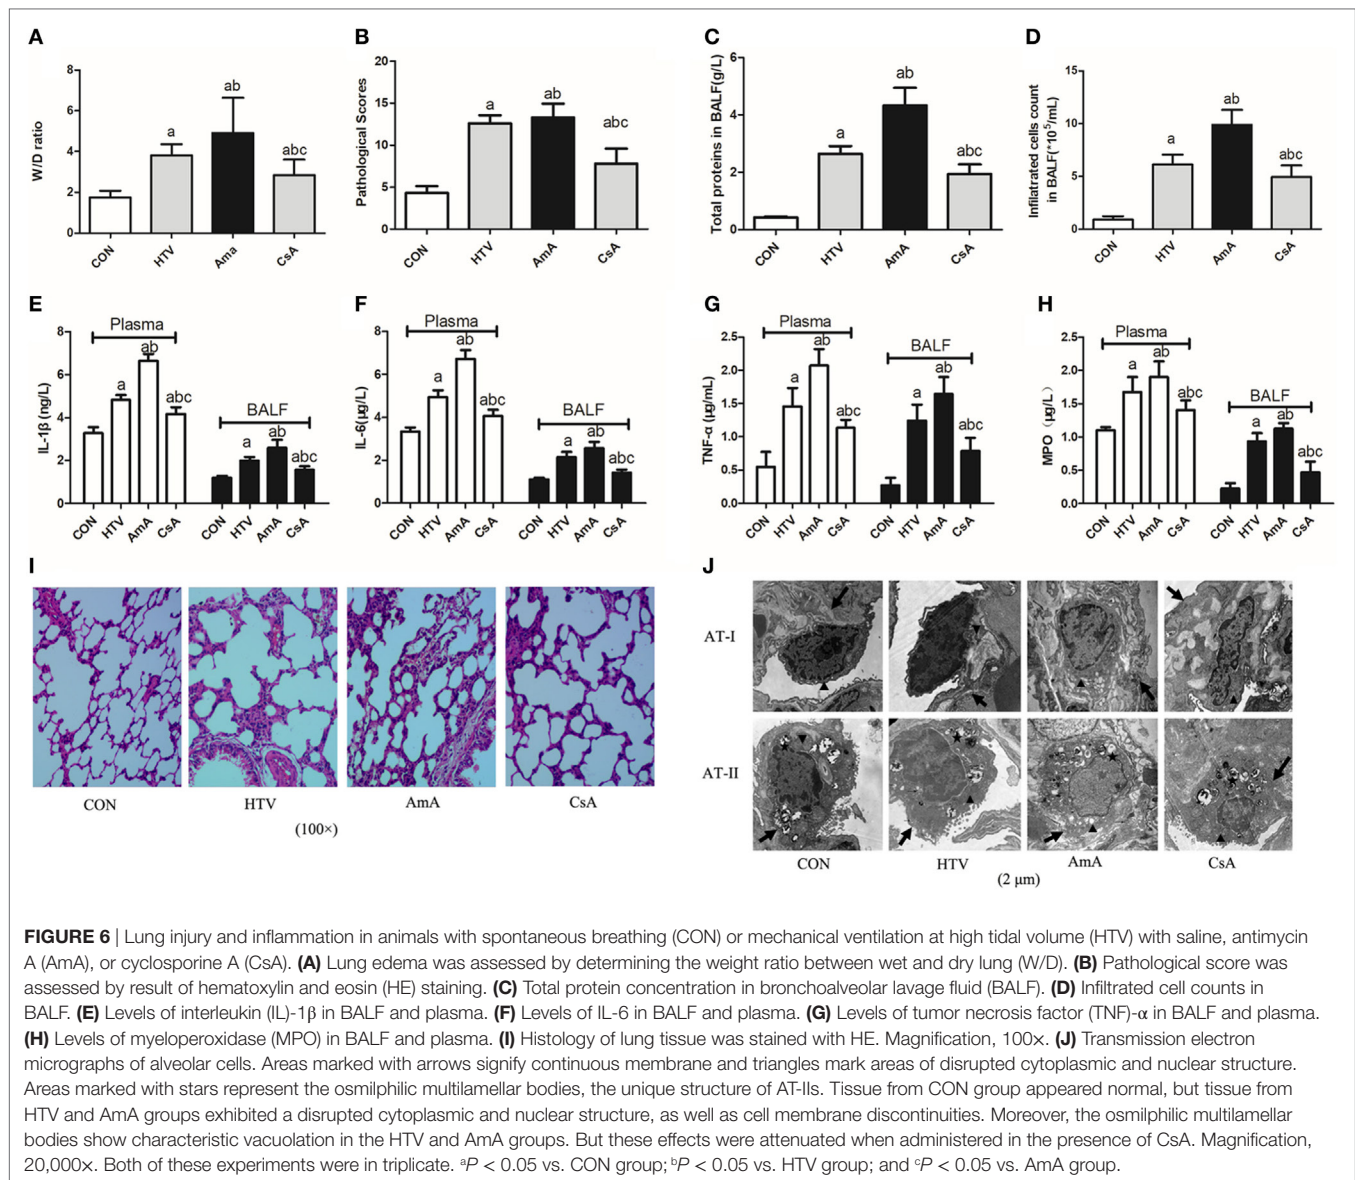 A
B
C
D
W/D ratio
8
6
4
2
0
ab
a
abc
CON
HTV
Ama
CsA
Pathological Scores
20
15
10
5
0
a
ab
abc
CON
HTV
AmA
CsA
Total proteins in BALF(g/L)
6
4
2
0
ab
a
abc
CON
HTV
AmA
CsA
Infiltrated cells count
in BALF(*10^5/mL)
15
10
5
0
ab
a
abc
CON
HTV
AmA
CsA
E
F
G
H
IL-1β (ng/L)
8
6
4
2
0
Plasma
ab
a
abc
BALF
a
ab
abc
CON
HTV
AmA
CsA
CON
HTV
AmA
CsA
IL-6(μg/L)
8
6
4
2
0
Plasma
ab
a
abc
BALF
a
ab
abc
CON
HTV
AmA
CsA
CON
HTV
AmA
CsA
TNF-α (μg/mL)
2.5
2.0
1.5
1.0
0.5
0.0
Plasma
ab
a
abc
BALF
ab
a
abc
CON
HTV
AmA
CsA
CON
HTV
AmA
CsA
MPO (μg/L)
2.5
2.0
1.5
1.0
0.5
0.0
Plasma
ab
a
abc
BALF
a
ab
abc
CON
HTV
AmA
CsA
CON
HTV
AmA
CsA
I
CON
HTV
AmA
CsA
(100×)
J
AT-I
AT-II
CON
HTV
AmA
CsA
(2 μm)
FIGURE 6 | Lung injury and inflammation in animals with spontaneous breathing (CON) or mechanical ventilation at high tidal volume (HTV) with saline, antimycin
A (AmA), or cyclosporine A (CsA). (A) Lung edema was assessed by determining the weight ratio between wet and dry lung (W/D). (B) Pathological score was
assessed by result of hematoxylin and eosin (HE) staining. (C) Total protein concentration in bronchoalveolar lavage fluid (BALF). (D) Infiltrated cell counts in
BALF. (E) Levels of interleukin (IL)-1β in BALF and plasma. (F) Levels of IL-6 in BALF and plasma. (G) Levels of tumor necrosis factor (TNF)-α in BALF and plasma.
(H) Levels of myeloperoxidase (MPO) in BALF and plasma. (I) Histology of lung tissue was stained with HE. Magnification, 100×. (J) Transmission electron
micrographs of alveolar cells. Areas marked with arrows signify continuous membrane and triangles mark areas of disrupted cytoplasmic and nuclear structure.
Areas marked with stars represent the osmilphilic multilamellar bodies, the unique structure of AT-IIs. Tissue from CON group appeared normal, but tissue from
HTV and AmA groups exhibited a disrupted cytoplasmic and nuclear structure, as well as cell membrane discontinuities. Moreover, the osmilphilic multilamellar
bodies show characteristic vacuolation in the HTV and AmA groups. But these effects were attenuated when administered in the presence of CsA. Magnification,
20,000×. Both of these experiments were in triplicate. ᵃP < 0.05 vs. CON group; ᵇP < 0.05 vs. HTV group; and ᶜP < 0.05 vs. AmA group.